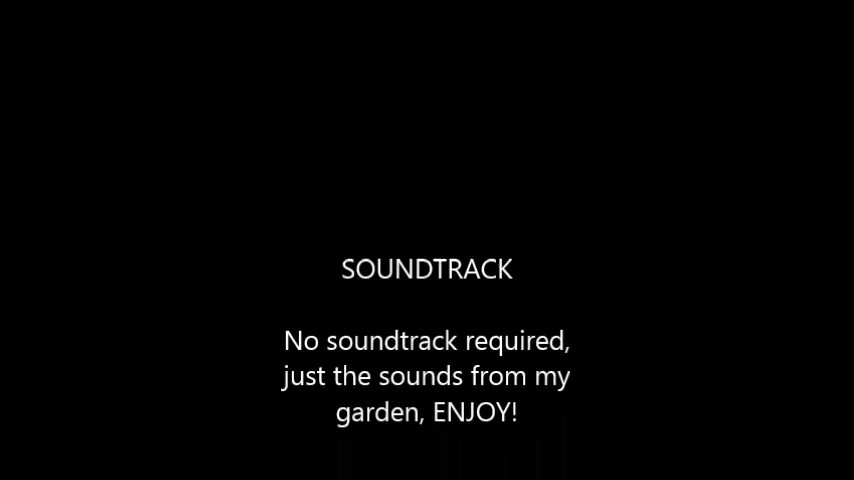 SOUNDTRACK
No soundtrack required,
just the sounds from my
garden, ENJOY!